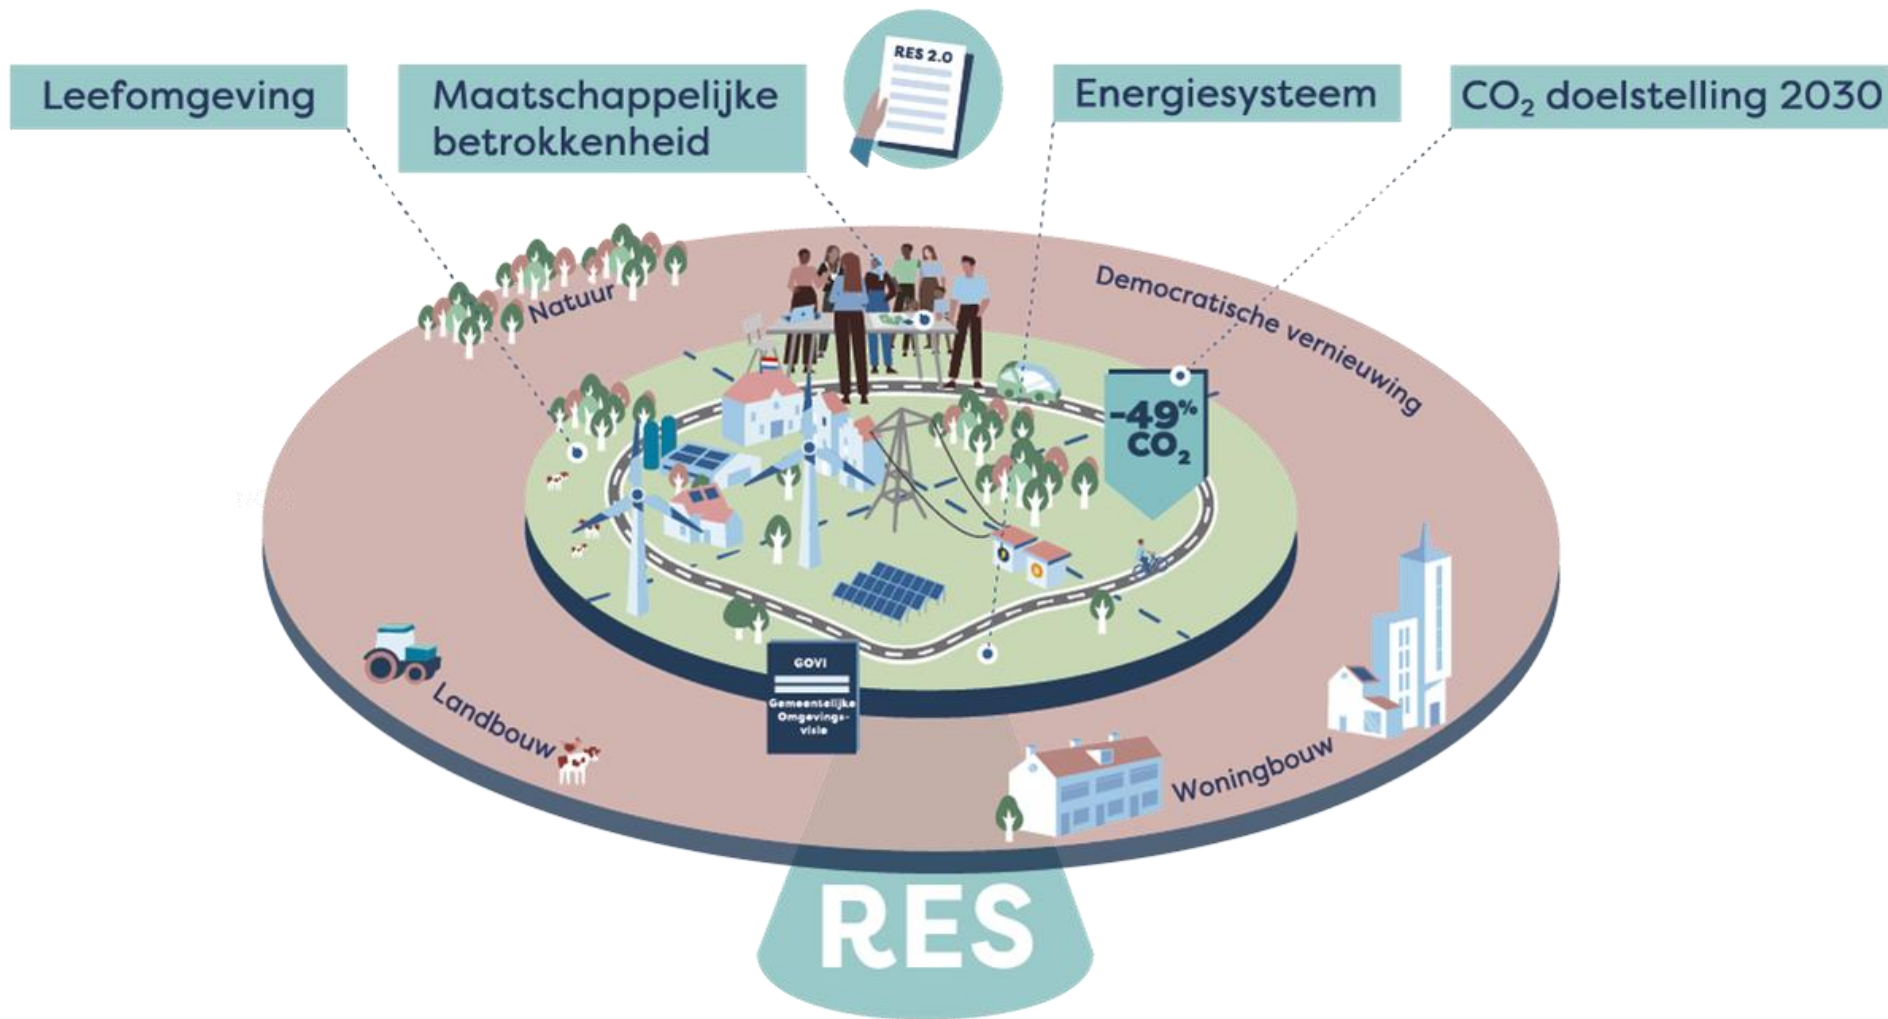 RES 2.0
Leefomgeving
Maatschappelijke
betrokkenheid
Energiesysteem
CO₂ doelstelling 2030
Natuur
Democratische vernieuwing
-49%
CO₂
GOVI
Gemeentelijke
Omgevings-
visie
Landbouw
Woningbouw
RES